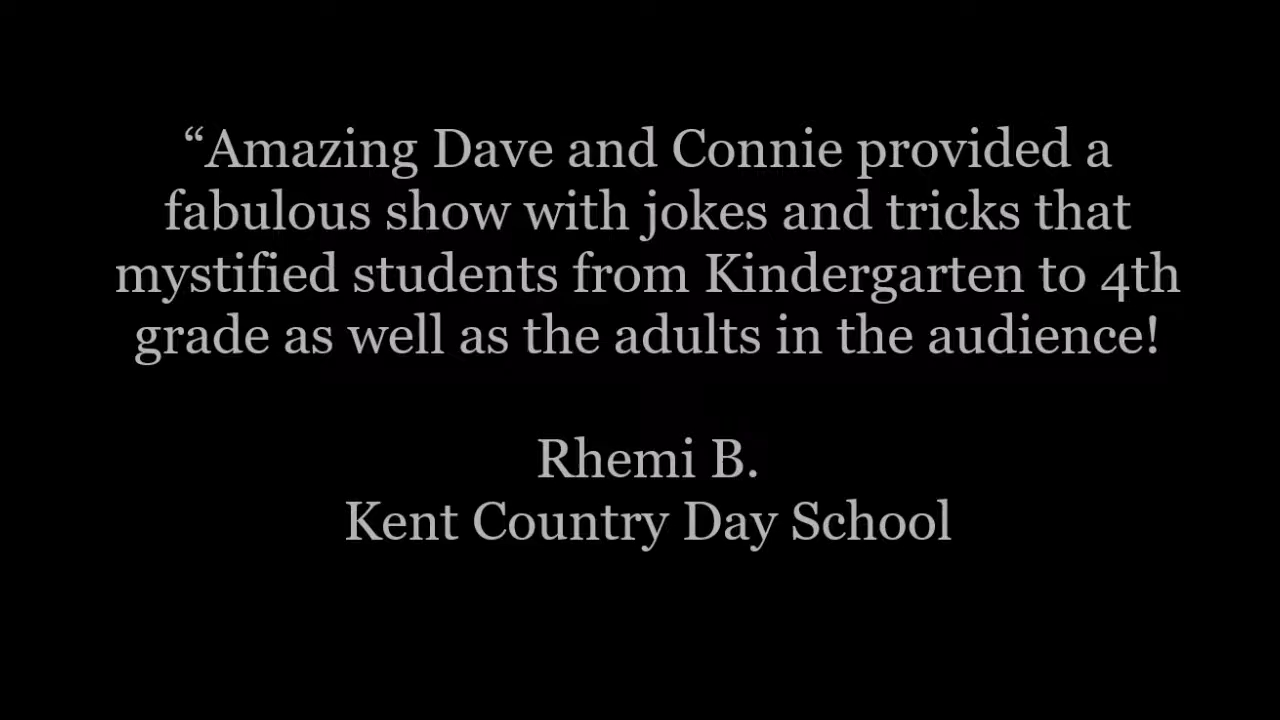 “Amazing Dave and Connie provided a
fabulous show with jokes and tricks that
mystified students from Kindergarten to 4th
grade as well as the adults in the audience!
Rhemi B.
Kent Country Day School